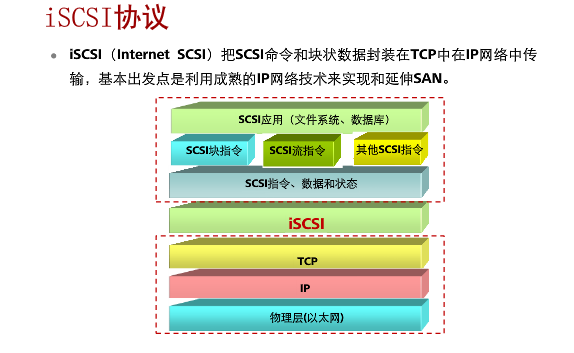 iSCSI协议
iSCSI（Internet SCSI）把SCSI命令和块状数据封装在TCP中在IP网络中传
输，基本出发点是利用成熟的IP网络技术来实现和延伸SAN。
SCSI应用（文件系统、数据库）
SCSI块指令 SCSI流指令 其他SCSI指令
SCSI指令、数据和状态
iSCSI
TCP
IP
物理层(以太网)